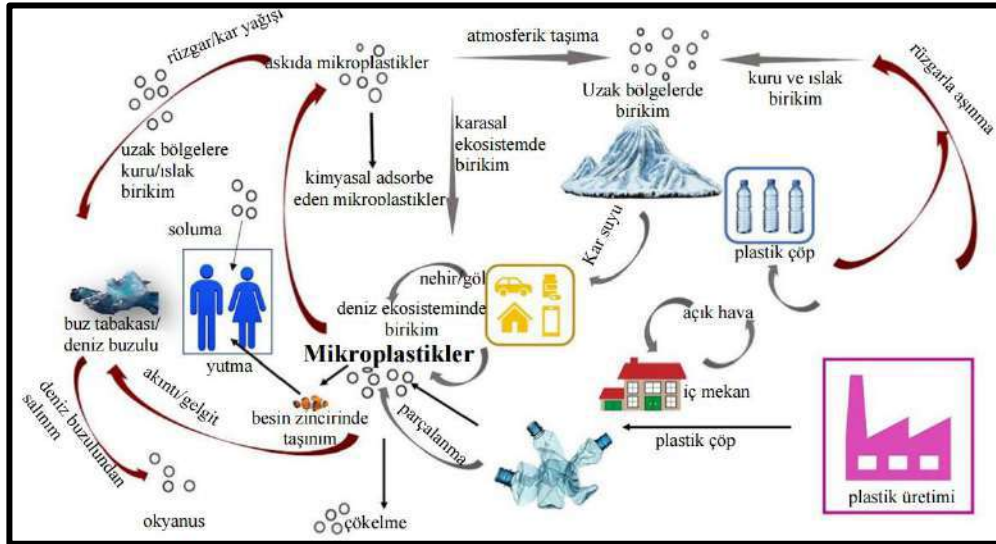 rüzgar/kar yağışı
askıda mikroplastikler
atmosferik taşıma
Uzak bölgelerde
birikim
kuru ve ıslak
birikim
rüzgarla aşınma
uzak bölgelere
kuru/ıslak
birikim
karasal
ekosistemde
birikim
kimyasal adsorbe
eden mikroplastikler
soluma
Kar suyu
plastik çöp
nehir/göl
deniz ekosisteminde
birikim
buz tabakası/
deniz buzulu
yutma
Mikroplastikler
açık hava
iç mekan
akıntı/gelgit
besin zincirinde
taşınım
parçalanma
plastik çöp
deniz buzulundan
salınım
okyanus
çökelme
plastik üretimi